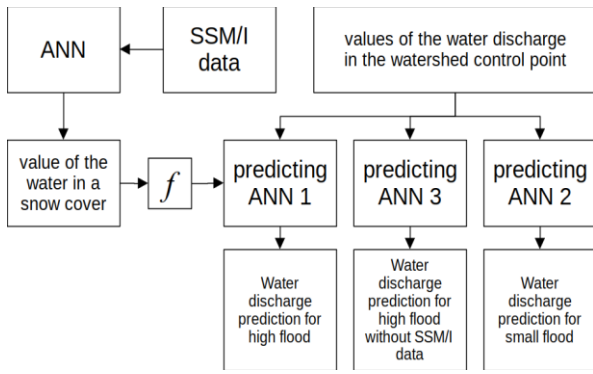 ANN
SSM/I
data
values of the water discharge
in the watershed control point
value of the
water in a
snow cover
f
predicting
ANN 1
predicting
ANN 3
predicting
ANN 2
Water
discharge
prediction for
high flood
Water
discharge
prediction for
high flood
without SSM/I
data
Water
discharge
prediction for
small flood